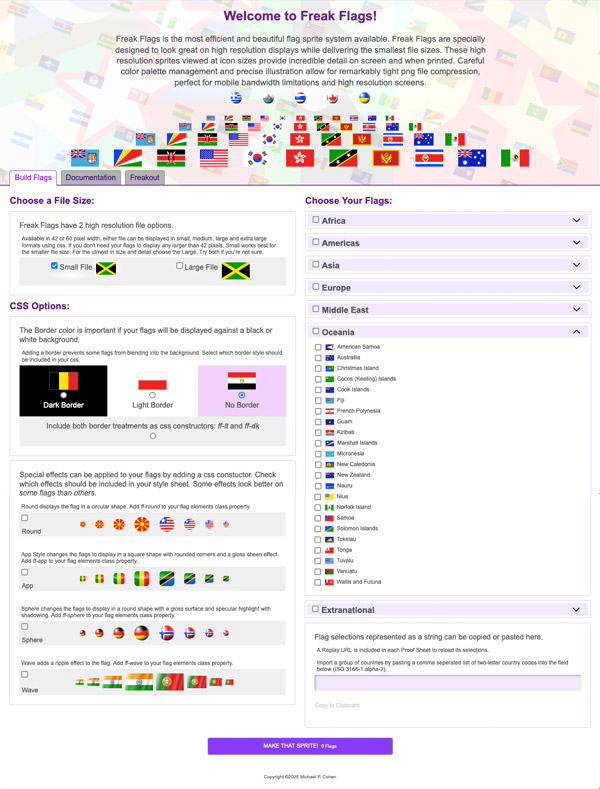 Welcome to Freak Flags!
Freak Flags is the most efficient and beautiful flag sprite system available. Freak Flags are specially
designed to look great on high resolution displays while delivering the smallest file sizes. These high
resolution sprites viewed at icon sizes provide incredible detail on screen and when printed. Careful
color palette management and precise illustration allow for remarkably tight png file compression,
perfect for mobile bandwidth limitations and high resolution screens.
Build Flags
Documentation
Freakout
Choose a File Size:
Freak Flags have 2 high resolution file options.
Available in 42 or 60 pixel width, either file can be displayed in small, medium, large and extra large
formats using css. If you don't need your flags to display any larger than 42 pixels, Small works best for
the smaller file size. For the utmost in size and detail choose the Large. Try both if you're not sure.
Small File
Large File
CSS Options:
The Border color is important if your flags will be displayed against a black or
white background.
Adding a border prevents some flags from blending into the background. Select which border style should
be included in your css.
Dark Border
Light Border
No Border
Include both border treatments as css constructors: ff-lt and ff-dk
Special effects can be applied to your flags by adding a css constuctor. Check
which effects should be included in your style sheet. Some effects look better on
some flags than others.
Round displays the flag in a circular shape. Add ff-round to your flag elements class property.
Round
App Style changes the flags to display in a square shape with rounded corners and a gloss sheen effect.
Add ff-app to your flag elements class property.
App
Sphere changes the flags to display in a round shape with a gloss surface and specular highlight with
shadowing. Add ff-sphere to your flag elements class property.
Sphere
Wave adds a ripple effect to the flag. Add ff-wave to your flag elements class property.
Wave
Choose Your Flags:
Africa
Americas
Asia
Europe
Middle East
Oceania
American Samoa
Australlia
Christmas Island
Cocos (Keeling) Islands
Cook Islands
Fiji
French Polynesia
Guam
Kiribati
Marshall Islands
Micronesia
New Caledonia
New Zealand
Nauru
Niue
Norfolk Island
Samoa
Solomon Islands
Tokelau
Tonga
Tuvalu
Vanuatu
Wallis and Futuna
Extranational
Flag selections represented as a string can be copied or pasted here.
A Replay URL is included in each Proof Sheet to reload its selections.
Import a group of countries by pasting a comma seperated list of two-letter country codes into the field
below (ISO 3166-1 alpha-2).
Copy to Clipboard
MAKE THAT SPRITE! 0 Flags
Copyright ©2025 Michael P. Cohen